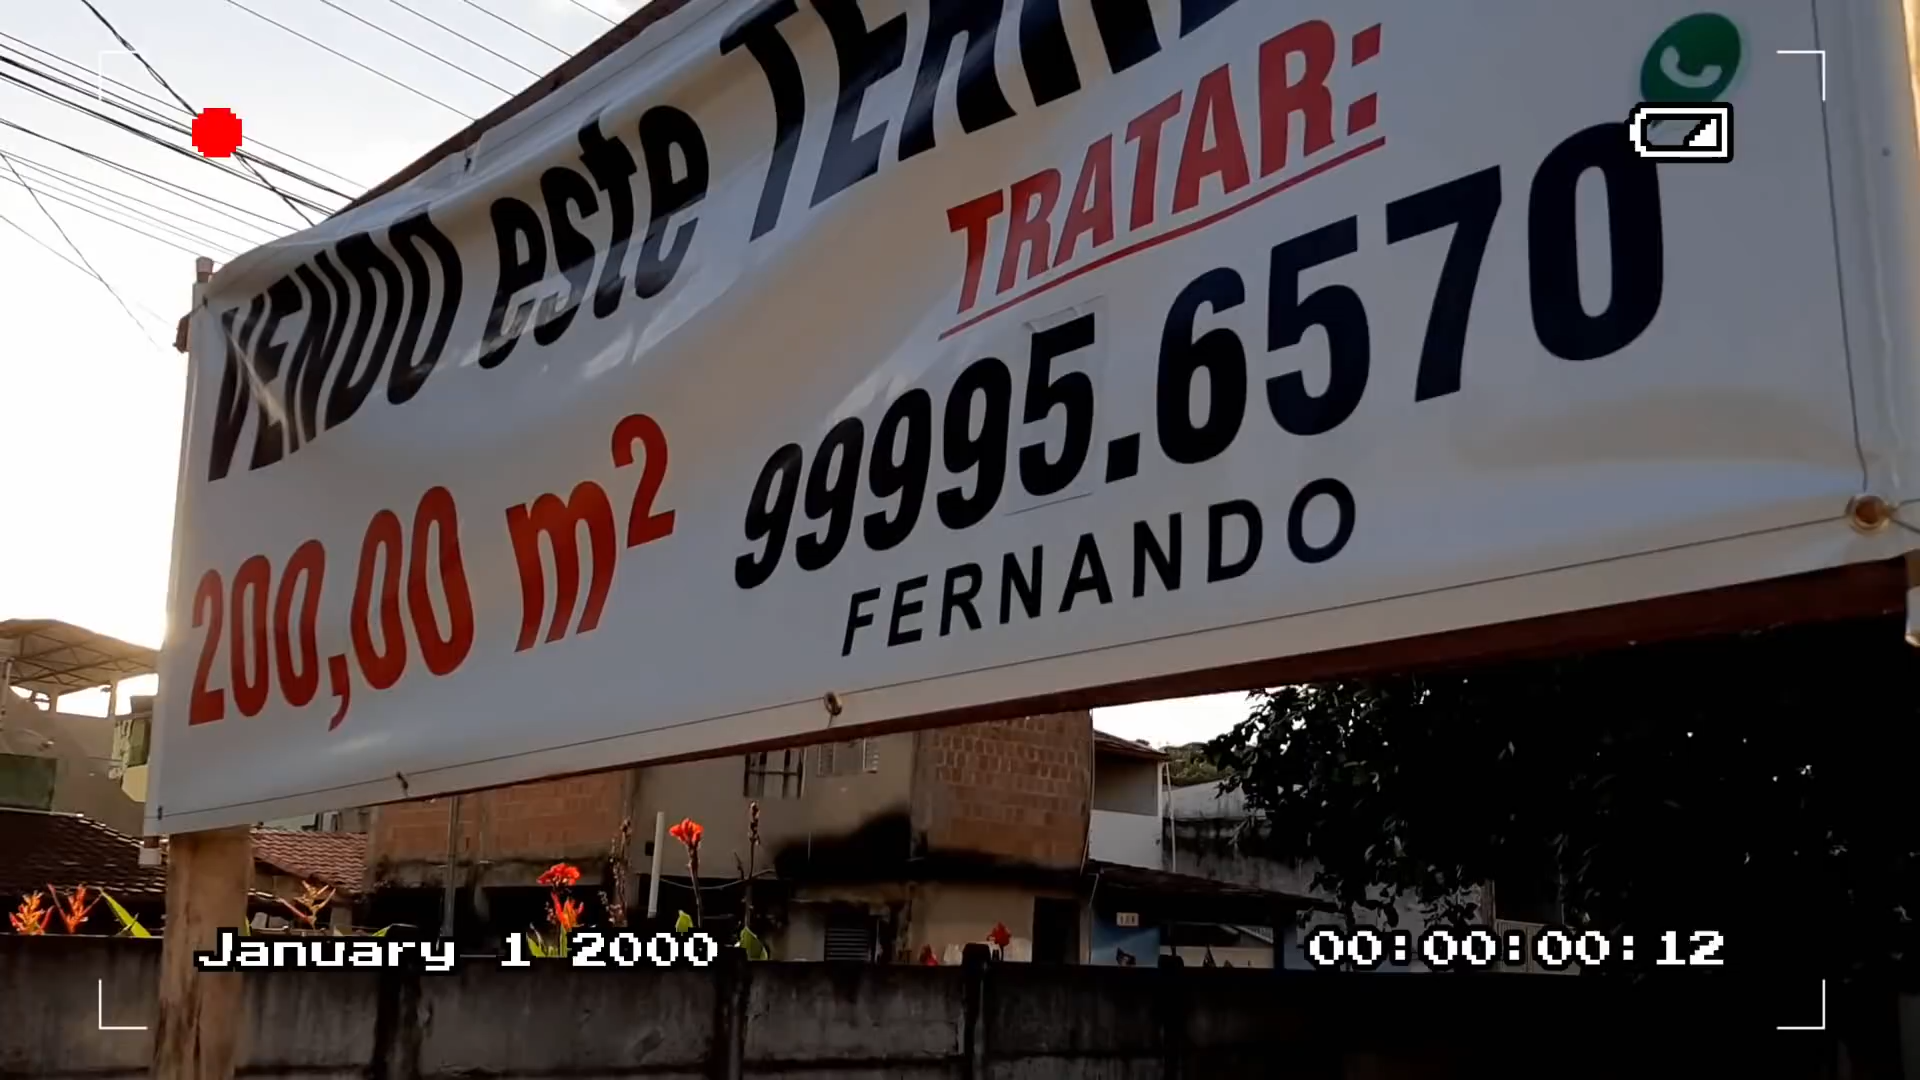 VENDO este
TRATAR:
200,00 m²
99995.6570
FERNANDO
January 1 2000
00:00:00:12